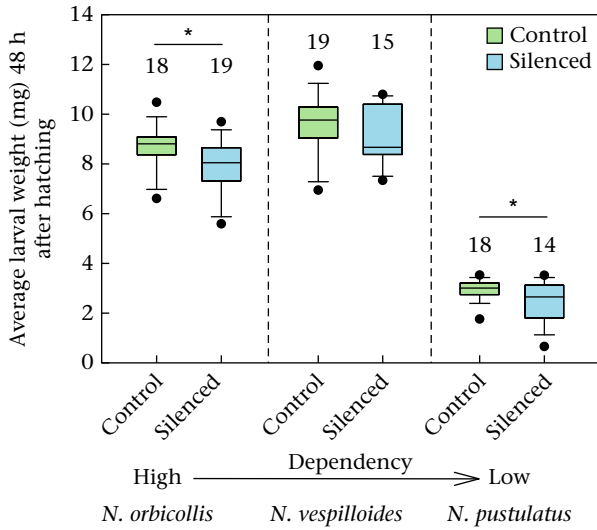 Average larval weight (mg) 48 h
after hatching
14
12
10
8
6
4
2
0
Control
Silenced
*
18 19
19 15
*
18 14
Control Silenced Control Silenced Control Silenced
Dependency
High Low
N. orbicollis N. vespilloides N. pustulatus